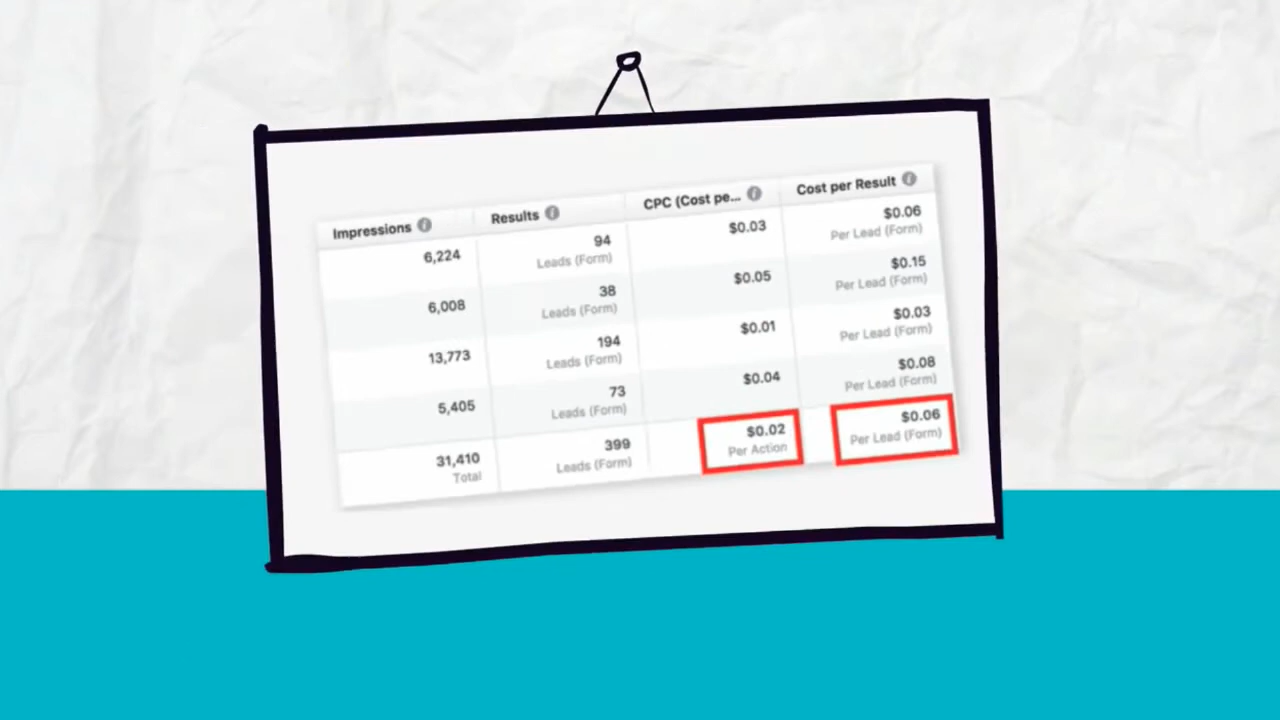 Impressions Results CPC (Cost pe... Cost per Result
6,224 94 $0.03 $0.06
Leads (Form) Per Lead (Form)
6,008 38 $0.05 $0.15
Leads (Form) Per Lead (Form)
13,773 194 $0.01 $0.03
Leads (Form) Per Lead (Form)
5,405 73 $0.04 $0.08
Leads (Form) Per Lead (Form)
31,410 399 $0.02 $0.06
Total Leads (Form) Per Action Per Lead (Form)